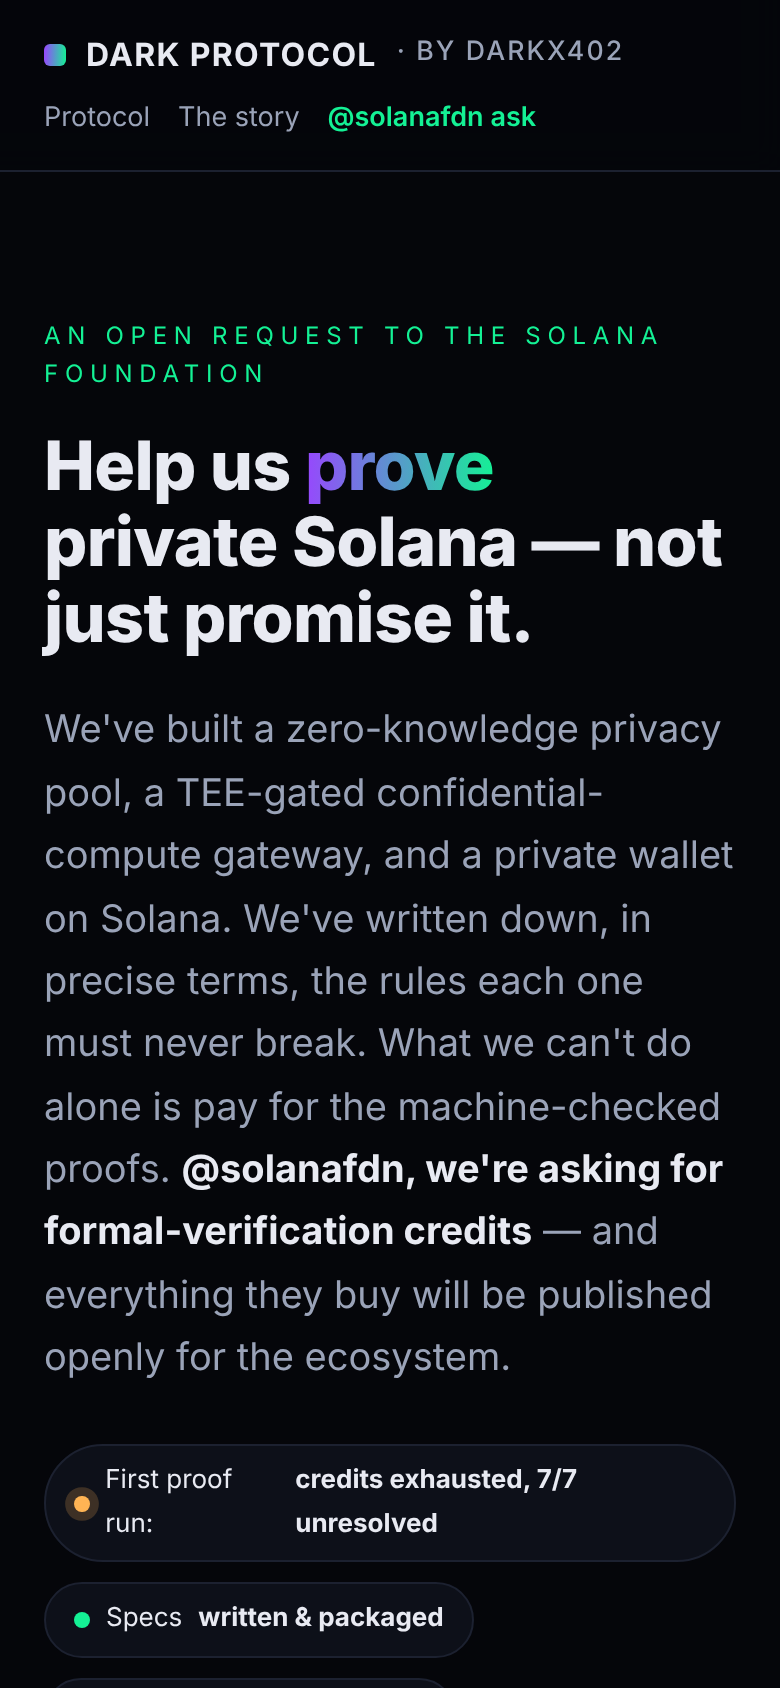 DARK PROTOCOL · BY DARKX402
Protocol The story @solanafdn ask
AN OPEN REQUEST TO THE SOLANA
FOUNDATION
Help us prove
private Solana — not
just promise it.
We've built a zero-knowledge privacy
pool, a TEE-gated confidential-
compute gateway, and a private wallet
on Solana. We've written down, in
precise terms, the rules each one
must never break. What we can't do
alone is pay for the machine-checked
proofs. @solanafdn, we're asking for
formal-verification credits — and
everything they buy will be published
openly for the ecosystem.
First proof credits exhausted, 7/7
run: unresolved
Specs written & packaged